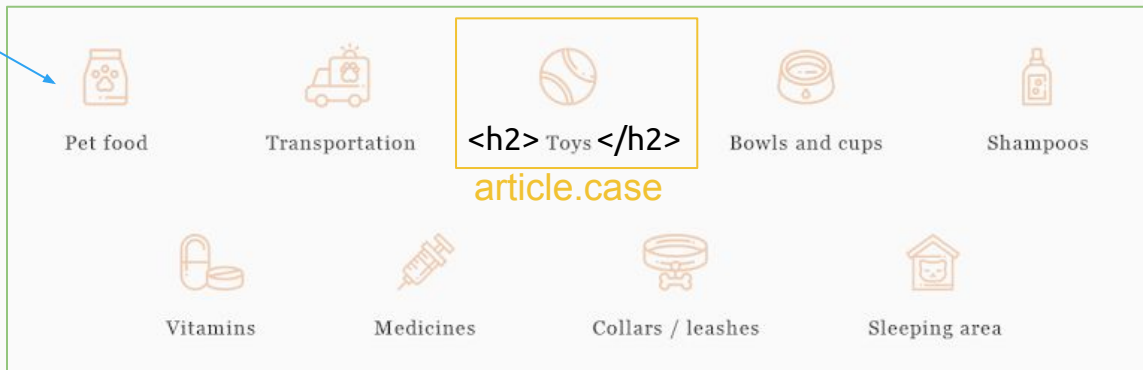 Pet food Transportation <h2> Toys </h2> Bowls and cups Shampoos
article.case
Vitamins Medicines Collars / leashes Sleeping area